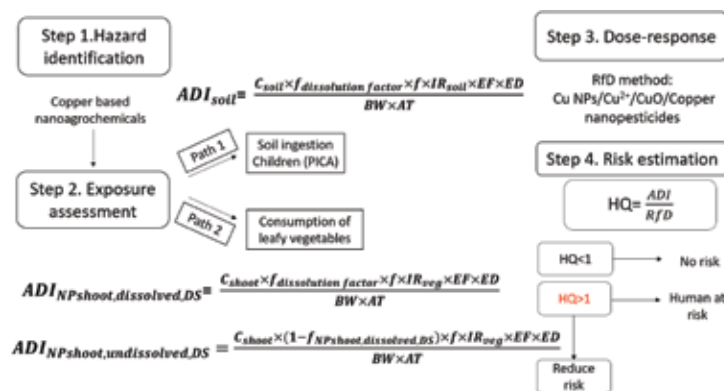 Step 1.Hazard
identification
Copper based
nanoagrochemicals
Step 2. Exposure
assessment
Path 1
Soil ingestion
Children (PICA)
Path 2
Consumption of
leafy vegetables
ADI_soil= C_soil×f_dissolution factor×f×IR_soil×EF×ED / BW×AT
ADI_NPshoot,dissolved,DS= C_shoot×f_dissolution factor×f×IR_veg×EF×ED / BW×AT
ADI_NPshoot,undissolved,DS = C_shoot×(1−f_NPshoot,dissolved,DS)×f×IR_veg×EF×ED / BW×AT
Step 3. Dose-response
RfD method:
Cu NPs/Cu²⁺/CuO/Copper
nanopesticides
Step 4. Risk estimation
HQ= ADI / RfD
HQ<1
No risk
HQ>1
Human at
risk
Reduce
risk